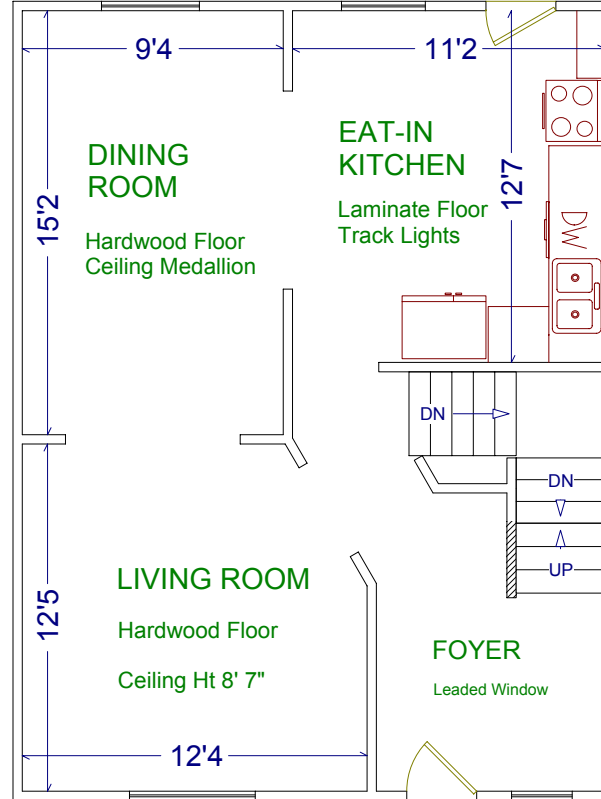 9'4
11'2
DINING
ROOM
Hardwood Floor
Ceiling Medallion
15'2
EAT-IN
KITCHEN
Laminate Floor
Track Lights
12'7
DW
DN
DN
UP
LIVING ROOM
Hardwood Floor
Ceiling Ht 8' 7"
12'5
12'4
FOYER
Leaded Window